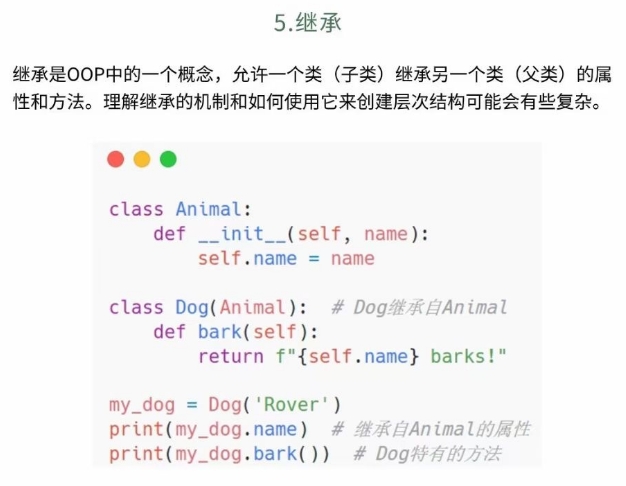 5.继承
继承是OOP中的一个概念，允许一个类（子类）继承另一个类（父类）的属
性和方法。理解继承的机制和如何使用它来创建层次结构可能会有些复杂。
class Animal:
    def __init__(self, name):
        self.name = name
class Dog(Animal):  # Dog继承自Animal
    def bark(self):
        return f"{self.name} barks!"
my_dog = Dog('Rover')
print(my_dog.name)  # 继承自Animal的属性
print(my_dog.bark())  # Dog特有的方法